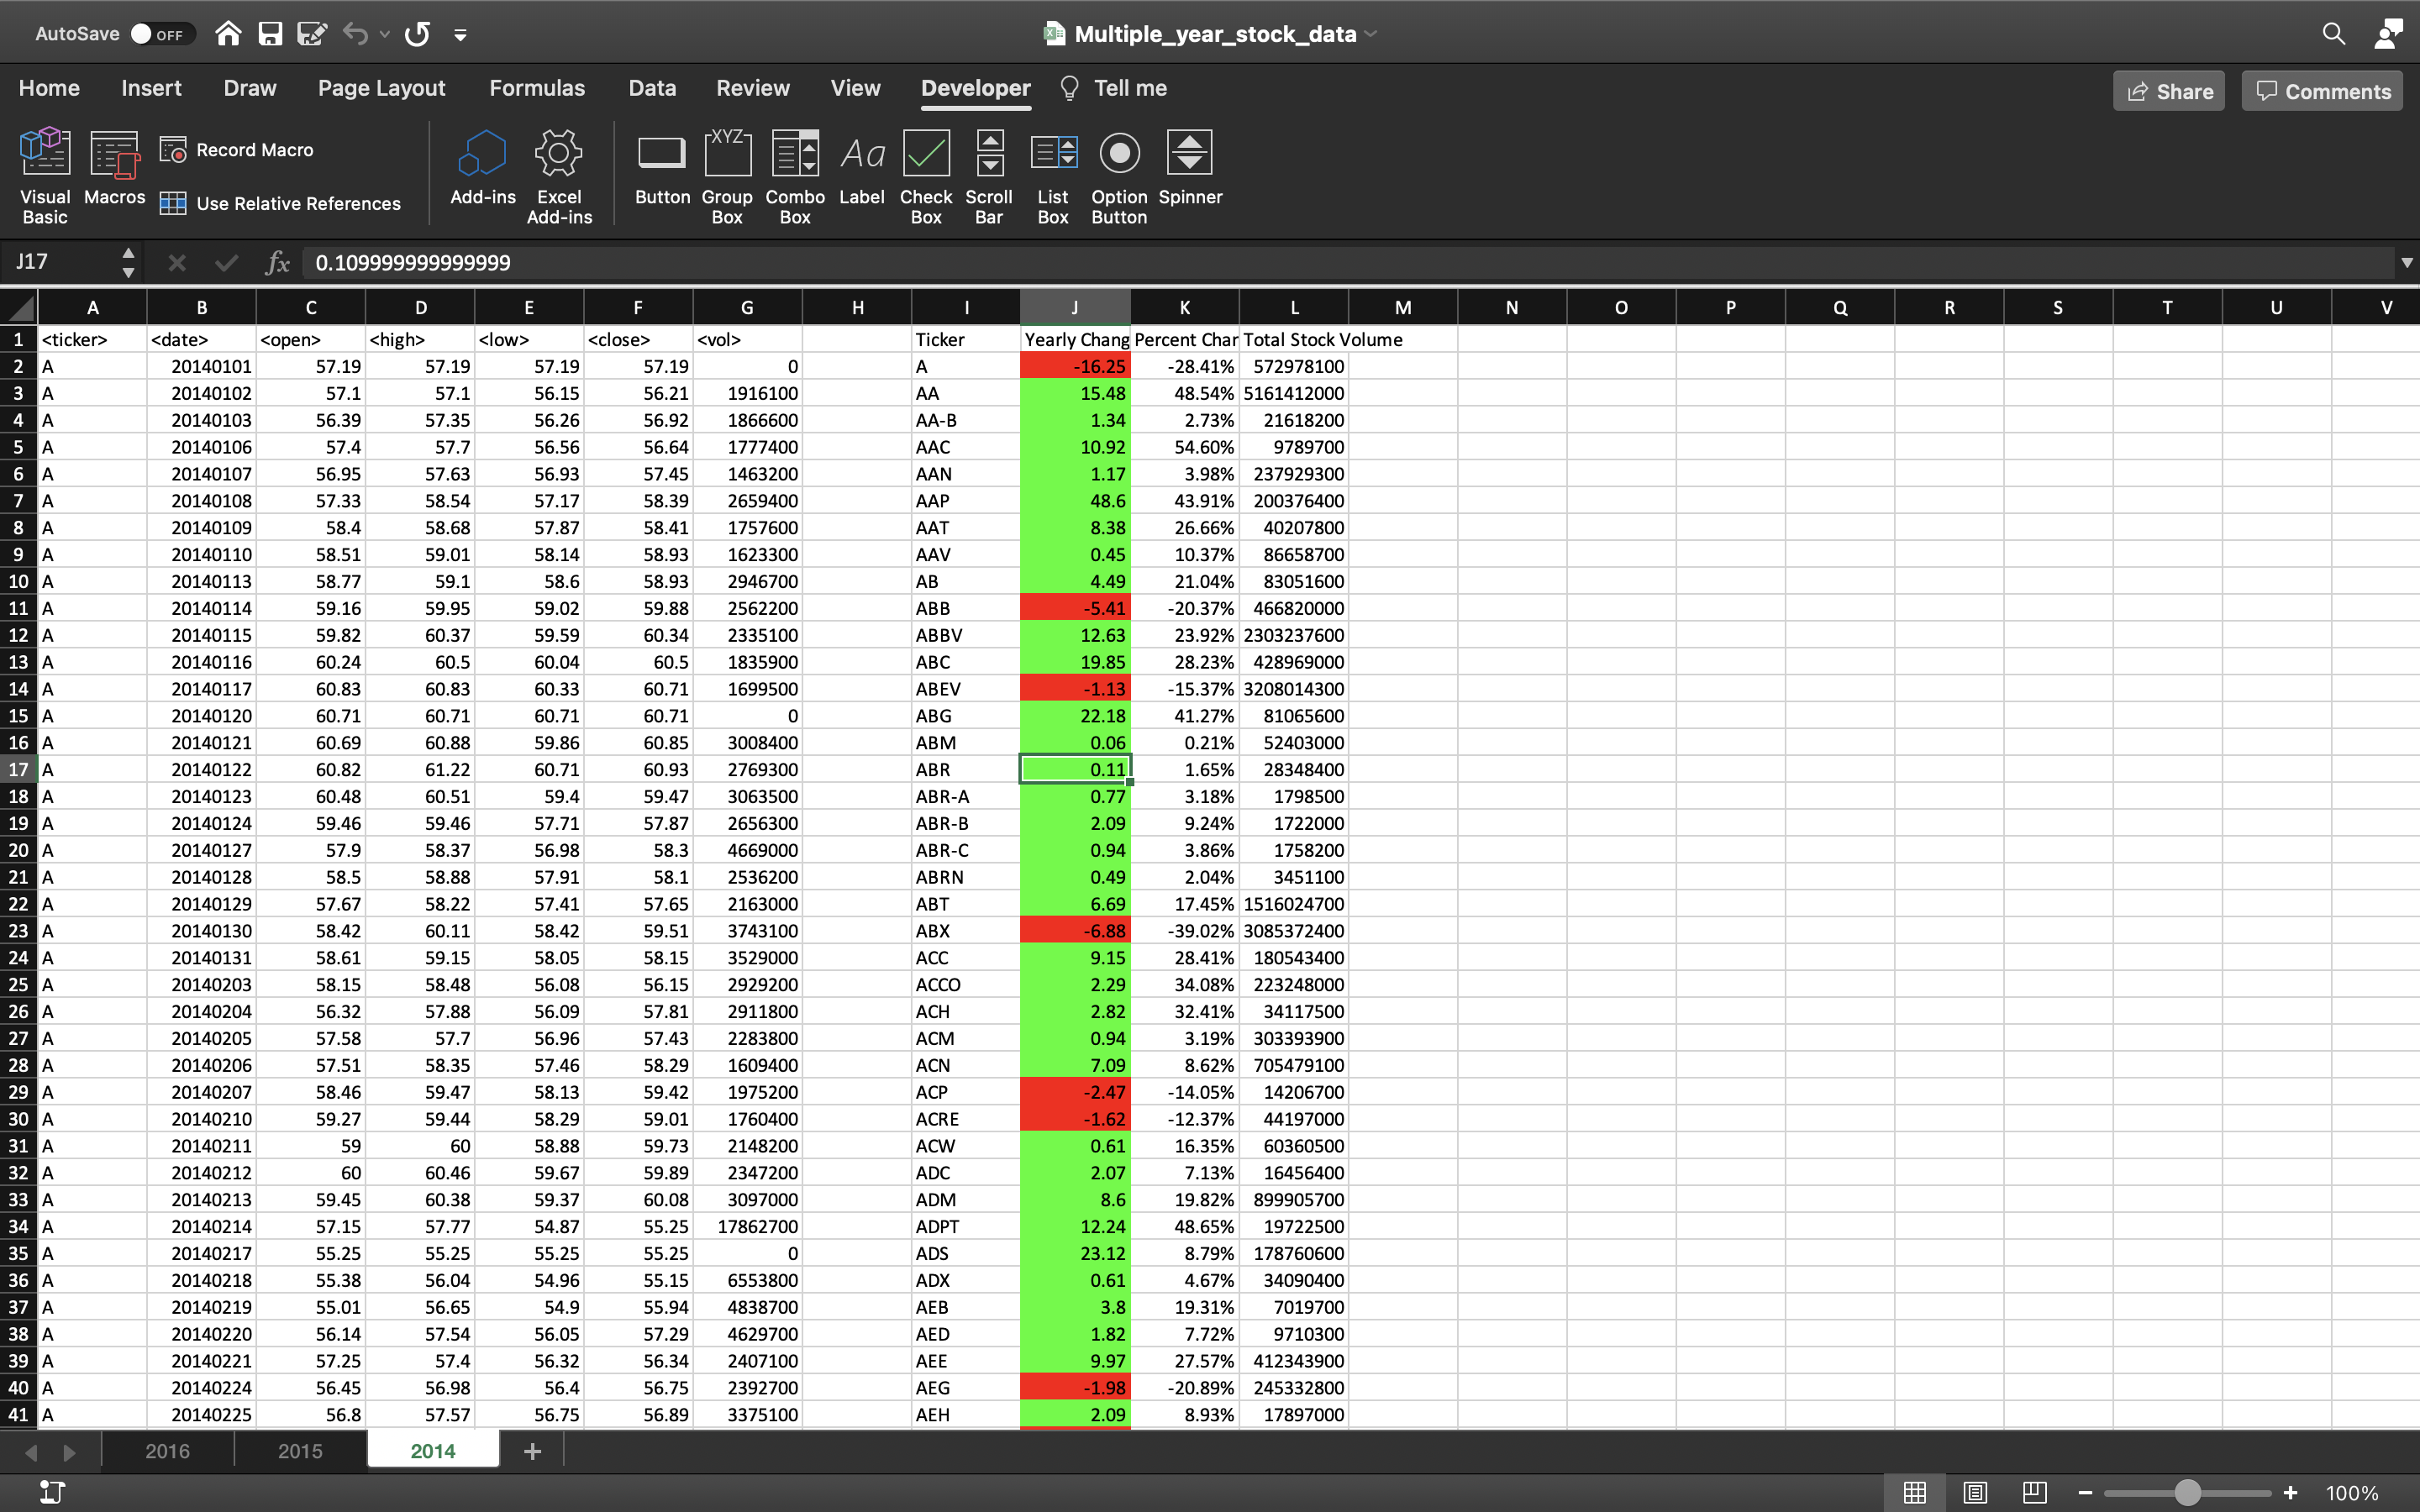 AutoSave OFF Multiple_year_stock_data
Home Insert Draw Page Layout Formulas Data Review View Developer Tell me Share Comments
Visual Basic Macros Record Macro Use Relative References Add-ins Excel Add-ins Button XYZ Group Box Combo Box Aa Label Check Box Scroll Bar List Box Option Button Spinner
J17 fx 0.109999999999999
A B C D E F G H I J K L M N O P Q R S T U V
1 <ticker> <date> <open> <high> <low> <close> <vol> Ticker Yearly Chang Percent Char Total Stock Volume
2 A 20140101 57.19 57.19 57.19 57.19 0 A -16.25 -28.41% 572978100
3 A 20140102 57.1 57.1 56.15 56.21 1916100 AA 15.48 48.54% 5161412000
4 A 20140103 56.39 57.35 56.26 56.92 1866600 AA-B 1.34 2.73% 21618200
5 A 20140106 57.4 57.7 56.56 56.64 1777400 AAC 10.92 54.60% 9789700
6 A 20140107 56.95 57.63 56.93 57.45 1463200 AAN 1.17 3.98% 237929300
7 A 20140108 57.33 58.54 57.17 58.39 2659400 AAP 48.6 43.91% 200376400
8 A 20140109 58.4 58.68 57.87 58.41 1757600 AAT 8.38 26.66% 40207800
9 A 20140110 58.51 59.01 58.14 58.93 1623300 AAV 0.45 10.37% 86658700
10 A 20140113 58.77 59.1 58.6 58.93 2946700 AB 4.49 21.04% 83051600
11 A 20140114 59.16 59.95 59.02 59.88 2562200 ABB -5.41 -20.37% 466820000
12 A 20140115 59.82 60.37 59.59 60.34 2335100 ABBV 12.63 23.92% 2303237600
13 A 20140116 60.24 60.5 60.04 60.5 1835900 ABC 19.85 28.23% 428969000
14 A 20140117 60.83 60.83 60.33 60.71 1699500 ABEV -1.13 -15.37% 3208014300
15 A 20140120 60.71 60.71 60.71 60.71 0 ABG 22.18 41.27% 81065600
16 A 20140121 60.69 60.88 59.86 60.85 3008400 ABM 0.06 0.21% 52403000
17 A 20140122 60.82 61.22 60.71 60.93 2769300 ABR 0.11 1.65% 28348400
18 A 20140123 60.48 60.51 59.4 59.47 3063500 ABR-A 0.77 3.18% 1798500
19 A 20140124 59.46 59.46 57.71 57.87 2656300 ABR-B 2.09 9.24% 1722000
20 A 20140127 57.9 58.37 56.98 58.3 4669000 ABR-C 0.94 3.86% 1758200
21 A 20140128 58.5 58.88 57.91 58.1 2536200 ABRN 0.49 2.04% 3451100
22 A 20140129 57.67 58.22 57.41 57.65 2163000 ABT 6.69 17.45% 1516024700
23 A 20140130 58.42 60.11 58.42 59.51 3743100 ABX -6.88 -39.02% 3085372400
24 A 20140131 58.61 59.15 58.05 58.15 3529000 ACC 9.15 28.41% 180543400
25 A 20140203 58.15 58.48 56.08 56.15 2929200 ACCO 2.29 34.08% 223248000
26 A 20140204 56.32 57.88 56.09 57.81 2911800 ACH 2.82 32.41% 34117500
27 A 20140205 57.58 57.7 56.96 57.43 2283800 ACM 0.94 3.19% 303393900
28 A 20140206 57.51 58.35 57.46 58.29 1609400 ACN 7.09 8.62% 705479100
29 A 20140207 58.46 59.47 58.13 59.42 1975200 ACP -2.47 -14.05% 14206700
30 A 20140210 59.27 59.44 58.29 59.01 1760400 ACRE -1.62 -12.37% 44197000
31 A 20140211 59 60 58.88 59.73 2148200 ACW 0.61 16.35% 60360500
32 A 20140212 60 60.46 59.67 59.89 2347200 ADC 2.07 7.13% 16456400
33 A 20140213 59.45 60.38 59.37 60.08 3097000 ADM 8.6 19.82% 899905700
34 A 20140214 57.15 57.77 54.87 55.25 17862700 ADPT 12.24 48.65% 19722500
35 A 20140217 55.25 55.25 55.25 55.25 0 ADS 23.12 8.79% 178760600
36 A 20140218 55.38 56.04 54.96 55.15 6553800 ADX 0.61 4.67% 34090400
37 A 20140219 55.01 56.65 54.9 55.94 4838700 AEB 3.8 19.31% 7019700
38 A 20140220 56.14 57.54 56.05 57.29 4629700 AED 1.82 7.72% 9710300
39 A 20140221 57.25 57.4 56.32 56.34 2407100 AEE 9.97 27.57% 412343900
40 A 20140224 56.45 56.98 56.4 56.75 2392700 AEG -1.98 -20.89% 245332800
41 A 20140225 56.8 57.57 56.75 56.89 3375100 AEH 2.09 8.93% 17897000
2016 2015 2014
100%